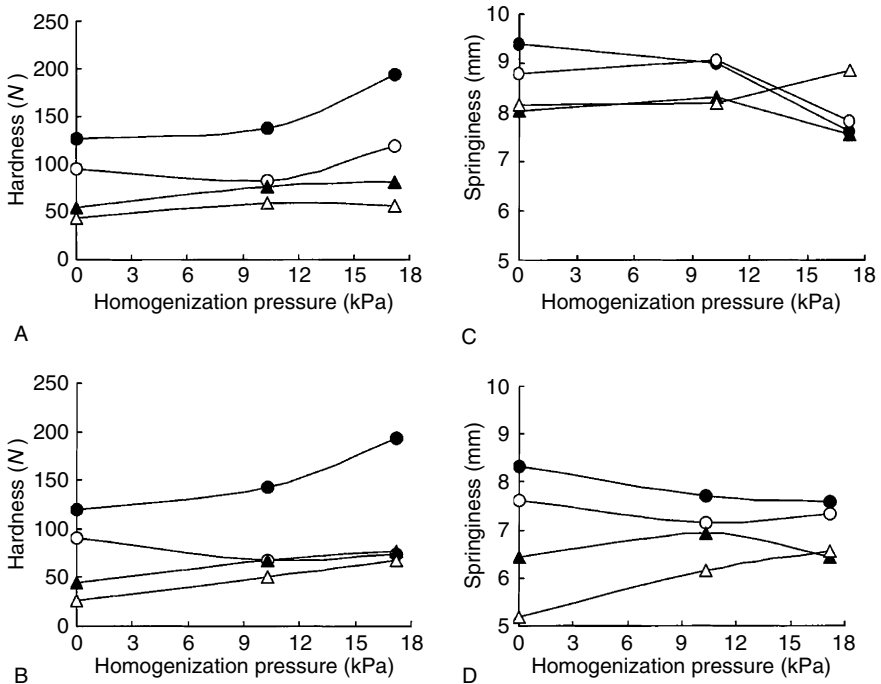 250
200
150
100
50
0
Hardness (N)
0 3 6 9 12 15 18
Homogenization pressure (kPa)
A
10
9
8
7
6
5
Springiness (mm)
0 3 6 9 12 15 18
Homogenization pressure (kPa)
C
250
200
150
100
50
0
Hardness (N)
0 3 6 9 12 15 18
Homogenization pressure (kPa)
B
10
9
8
7
6
5
Springiness (mm)
0 3 6 9 12 15 18
Homogenization pressure (kPa)
D